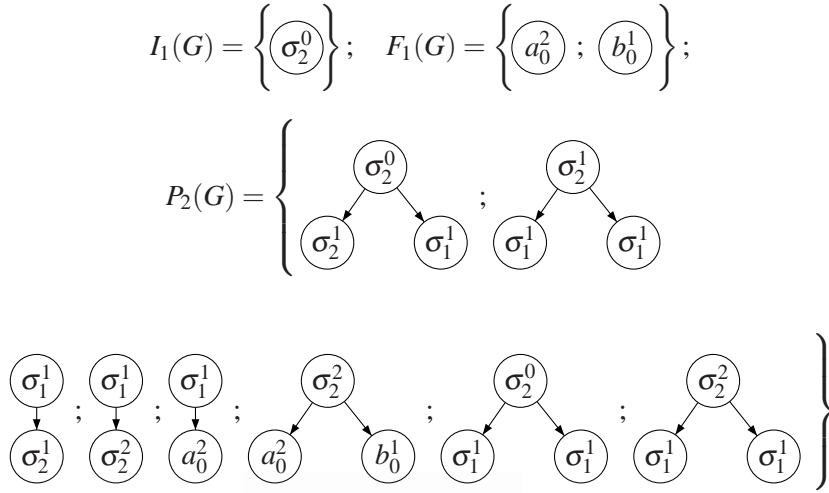 I₁(G) = { σ₂⁰ } ; F₁(G) = { a₀² ; b₀¹ } ;
σ₂⁰ σ₂¹
P₂(G) = { ;
σ₂¹ σ₁¹ σ₁¹ σ₁¹
σ₁¹ σ₁¹ σ₁¹ σ₂² σ₂⁰ σ₂² }
; ; ; ; ;
σ₂¹ σ₂² a₀² a₀² b₀¹ σ₁¹ σ₁¹ σ₁¹ σ₁¹